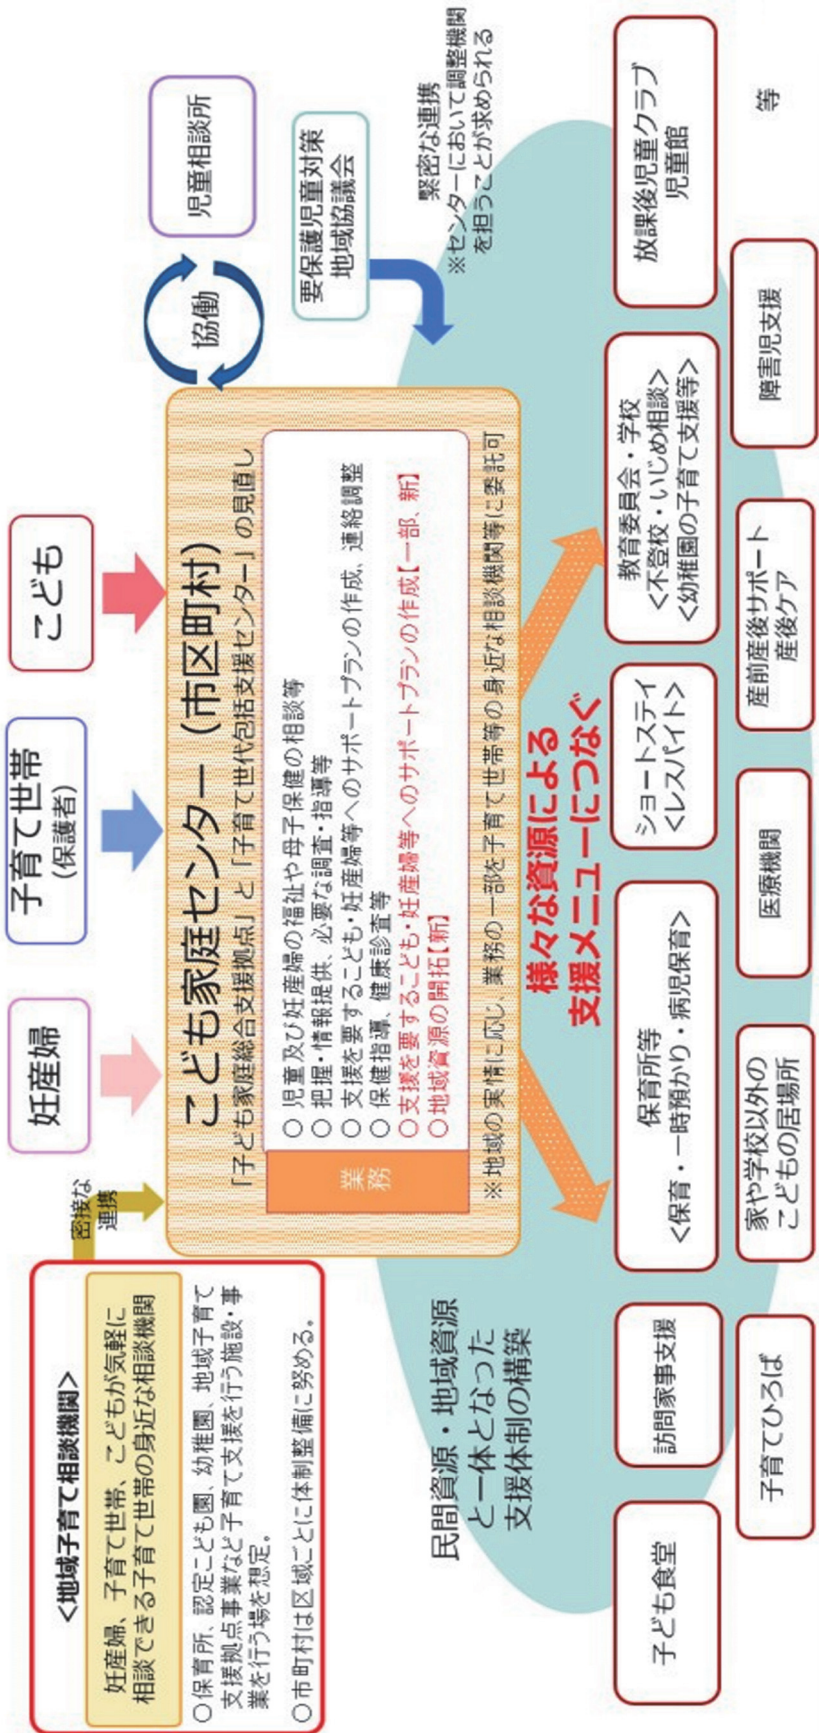 <地域子育て相談機関>
妊産婦、子育て世帯、こどもが気軽に
相談できる子育て世帯の身近な相談機関
○保育所、認定こども園、幼稚園、地域子育て
支援拠点事業など子育て支援を行う施設・事
業を行う場を想定。
○市町村は区域ごとに体制整備に努める。
密接な
連携
妊産婦
子育て世帯
(保護者)
こども
こども家庭センター（市区町村）
「子ども家庭総合支援拠点」と「子育て世代包括支援センター」の見直し
業務
○児童及び妊産婦の福祉や母子保健の相談等
○把握・情報提供、必要な調査・指導等
○支援を要するこども・妊産婦等へのサポートプランの作成、連絡調整
○保健指導、健康診査等
○支援を要するこども・妊産婦等へのサポートプランの作成【一部、新】
○地域資源の開拓【新】
※地域の実情に応じ、業務の一部を子育て世帯等の身近な相談機関等に委託可
協働
児童相談所
要保護児童対策
地域協議会
緊密な連携
※センターにおいて調整機関
を担うことが求められる
民間資源・地域資源
と一体となった
支援体制の構築
様々な資源による
支援メニューにつなぐ
子ども食堂
訪問家事支援
保育所等
<保育・一時預かり・病児保育>
ショートステイ
<レスパイト>
教育委員会・学校
<不登校・いじめ相談>
<幼稚園の子育て支援等>
放課後児童クラブ
児童館
子育てひろば
家や学校以外の
こどもの居場所
医療機関
産前産後サポート
産後ケア
障害児支援
等